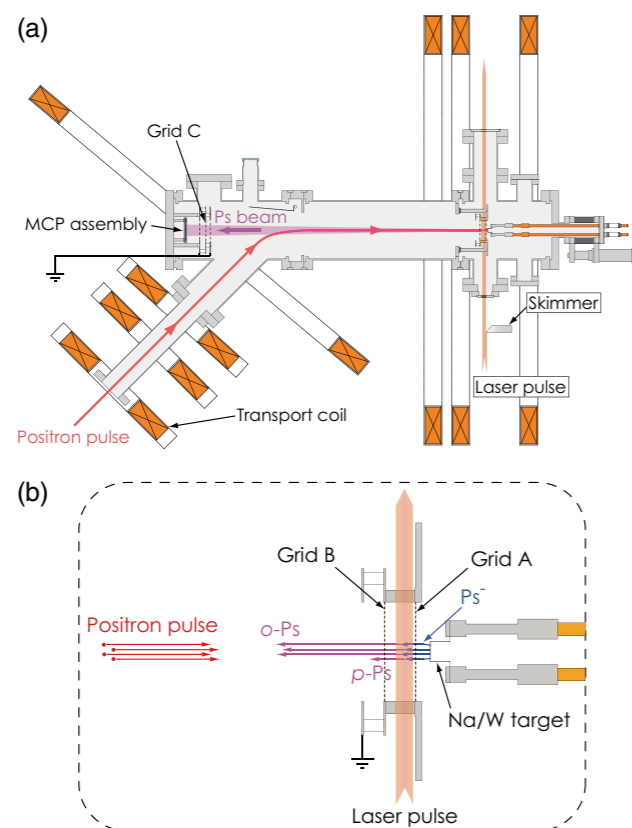 (a)
Grid C
Ps beam
MCP assembly
Skimmer
Laser pulse
Transport coil
Positron pulse
(b)
Grid B
Grid A
Ps⁻
Positron pulse
o-Ps
p-Ps
Na/W target
Laser pulse